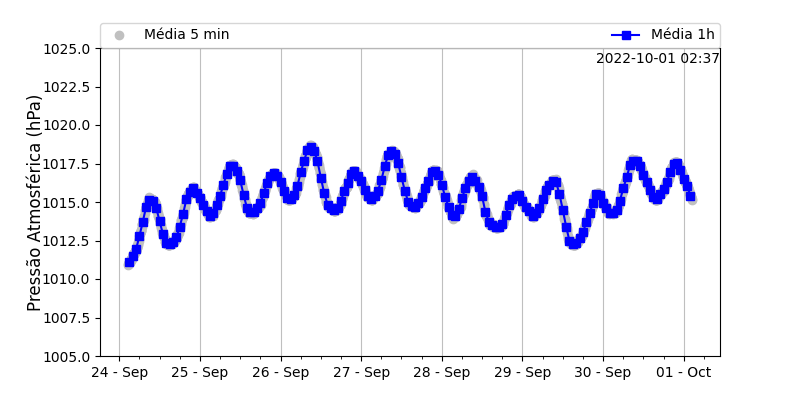 Média 5 min
Média 1h
2022-10-01 02:37
Pressão Atmosférica (hPa)
1025.0
1022.5
1020.0
1017.5
1015.0
1012.5
1010.0
1007.5
1005.0
24 - Sep
25 - Sep
26 - Sep
27 - Sep
28 - Sep
29 - Sep
30 - Sep
01 - Oct